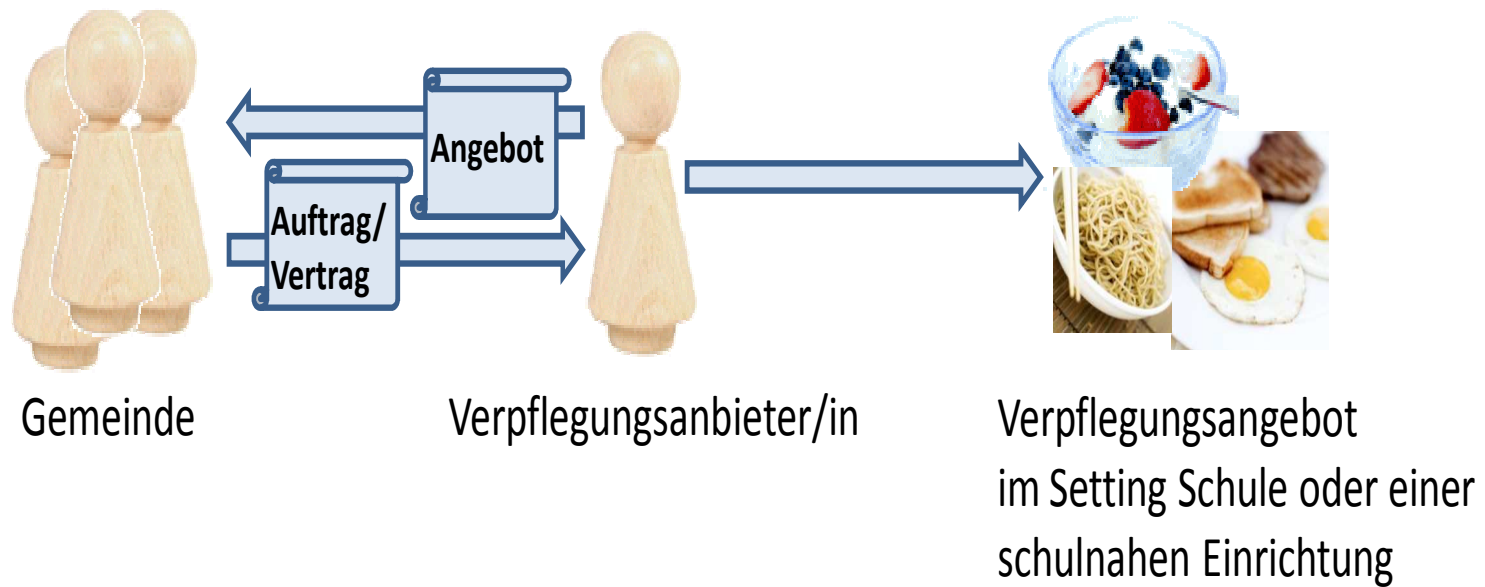 Angebot
Auftrag/
Vertrag
Gemeinde
Verpflegungsanbieter/in
Verpflegungsangebot
im Setting Schule oder einer
schulnahen Einrichtung